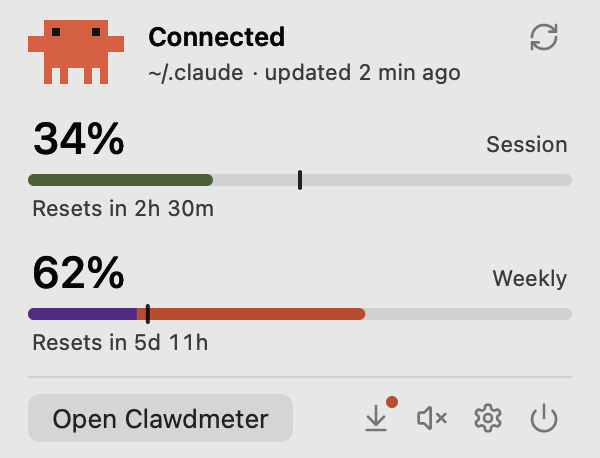 Connected
~/.claude · updated 2 min ago
34%
Session
Resets in 2h 30m
62%
Weekly
Resets in 5d 11h
Open Clawdmeter